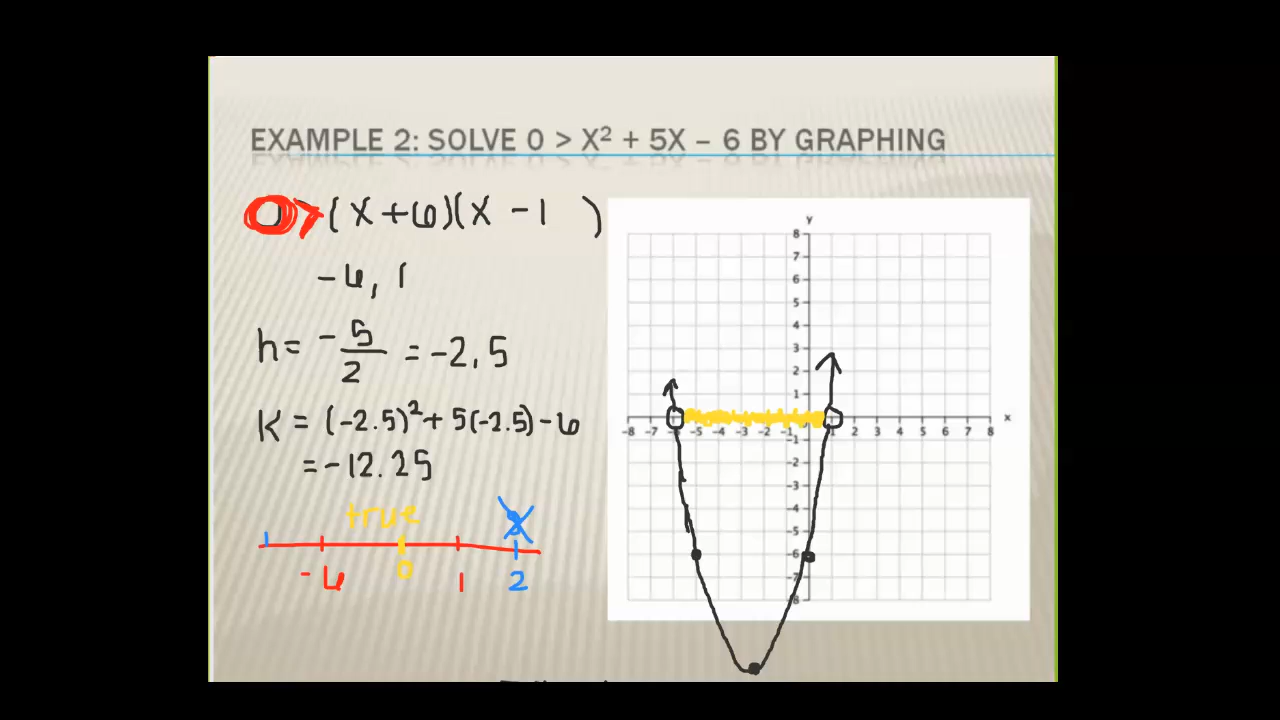 EXAMPLE 2: SOLVE 0 > X² + 5X – 6 BY GRAPHING
0 > (x + 6)(x - 1 )
-6, 1
h = -5/2 = -2.5
K = (-2.5)² + 5(-2.5) - 6
= -12.25
true
-6 0 1 2
y
8
7
6
5
4
3
2
1
-8 -7 -6 -5 -4 -3 -2 -1 1 2 3 4 5 6 7 8 x
-1
-2
-3
-4
-5
-6
-7
-8